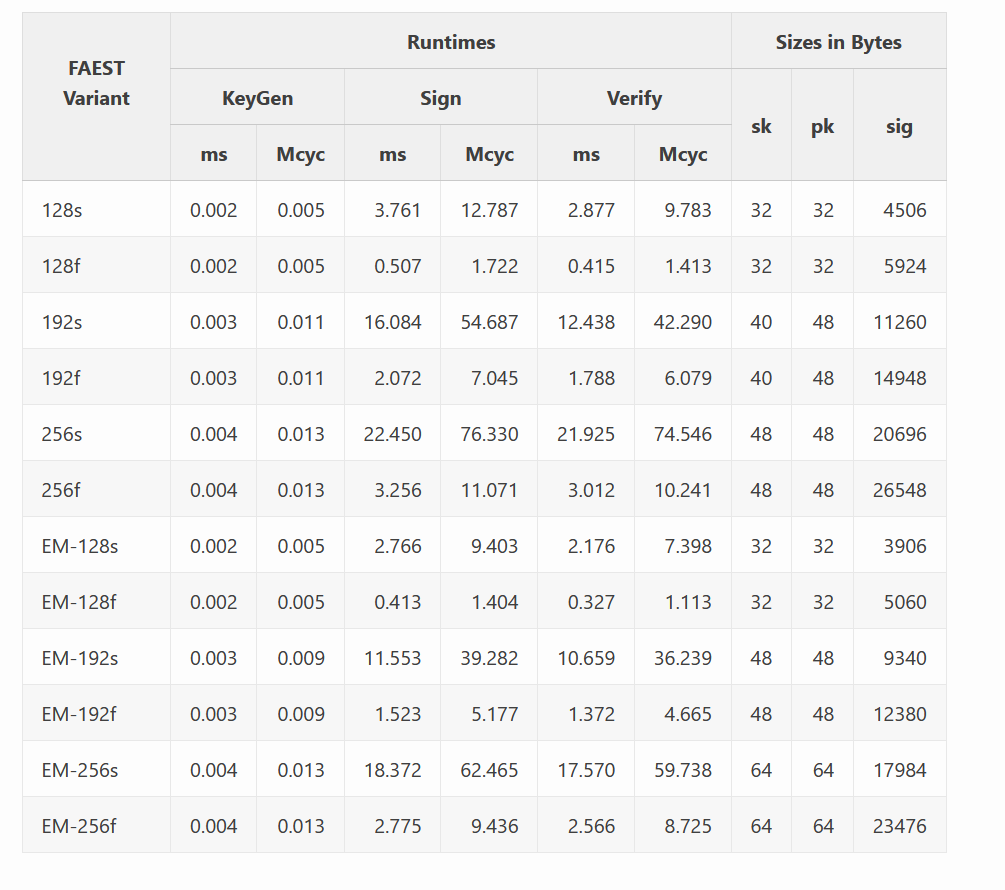 FAEST Variant Runtimes Sizes in Bytes
KeyGen Sign Verify sk pk sig
ms Mcyc ms Mcyc ms Mcyc
128s 0.002 0.005 3.761 12.787 2.877 9.783 32 32 4506
128f 0.002 0.005 0.507 1.722 0.415 1.413 32 32 5924
192s 0.003 0.011 16.084 54.687 12.438 42.290 40 48 11260
192f 0.003 0.011 2.072 7.045 1.788 6.079 40 48 14948
256s 0.004 0.013 22.450 76.330 21.925 74.546 48 48 20696
256f 0.004 0.013 3.256 11.071 3.012 10.241 48 48 26548
EM-128s 0.002 0.005 2.766 9.403 2.176 7.398 32 32 3906
EM-128f 0.002 0.005 0.413 1.404 0.327 1.113 32 32 5060
EM-192s 0.003 0.009 11.553 39.282 10.659 36.239 48 48 9340
EM-192f 0.003 0.009 1.523 5.177 1.372 4.665 48 48 12380
EM-256s 0.004 0.013 18.372 62.465 17.570 59.738 64 64 17984
EM-256f 0.004 0.013 2.775 9.436 2.566 8.725 64 64 23476